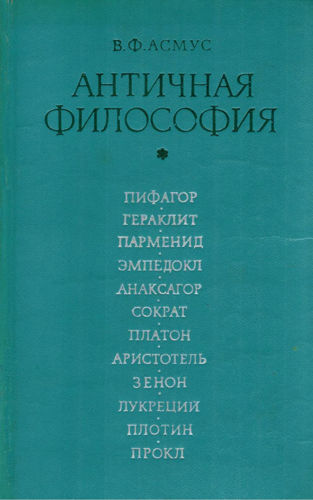 В.Ф.АСМУС
АНТИЧНАЯ
ФИЛОСОФИЯ
ПИФАГОР
ГЕРАКЛИТ
ПАРМЕНИД
ЭМПЕДОКЛ
АНАКСАГОР
СОКРАТ
ПЛАТОН
АРИСТОТЕЛЬ
ЗЕНОН
ЛУКРЕЦИЙ
ПЛОТИН
ПРОКЛ